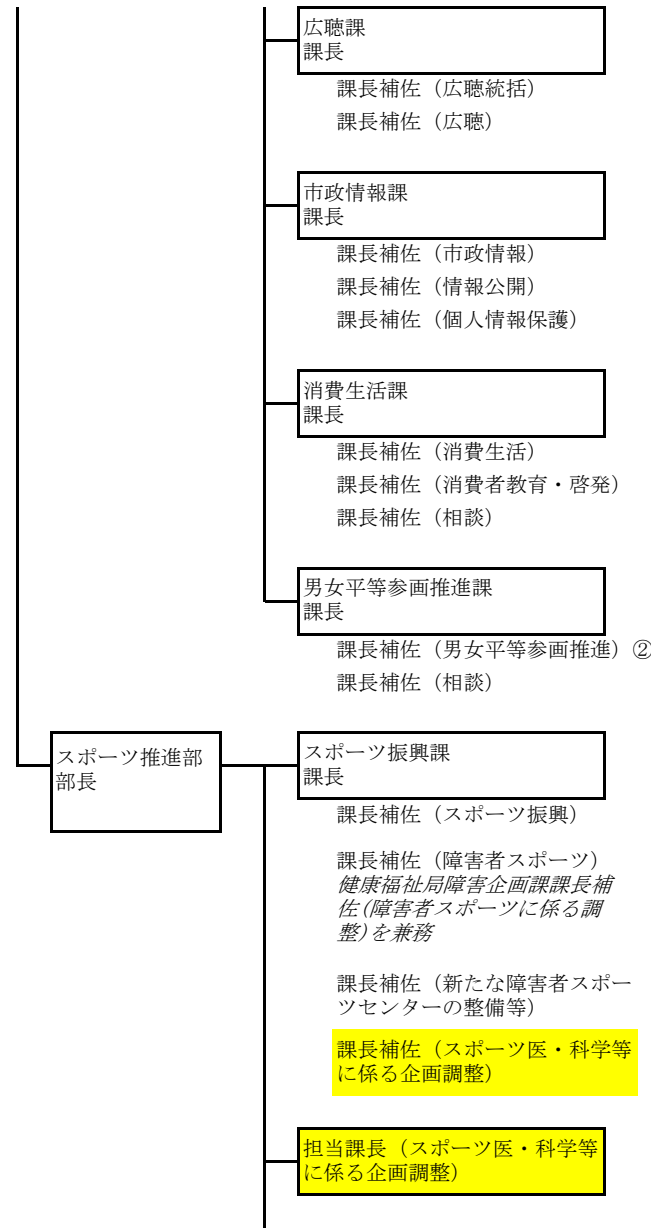 広聴課
課長
課長補佐（広聴統括）
課長補佐（広聴）
市政情報課
課長
課長補佐（市政情報）
課長補佐（情報公開）
課長補佐（個人情報保護）
消費生活課
課長
課長補佐（消費生活）
課長補佐（消費者教育・啓発）
課長補佐（相談）
男女平等参画推進課
課長
課長補佐（男女平等参画推進）②
課長補佐（相談）
スポーツ推進部
部長
スポーツ振興課
課長
課長補佐（スポーツ振興）
課長補佐（障害者スポーツ）
健康福祉局障害企画課課長補
佐(障害者スポーツに係る調
整)を兼務
課長補佐（新たな障害者スポー
ツセンターの整備等）
課長補佐（スポーツ医・科学等
に係る企画調整）
担当課長（スポーツ医・科学等
に係る企画調整）